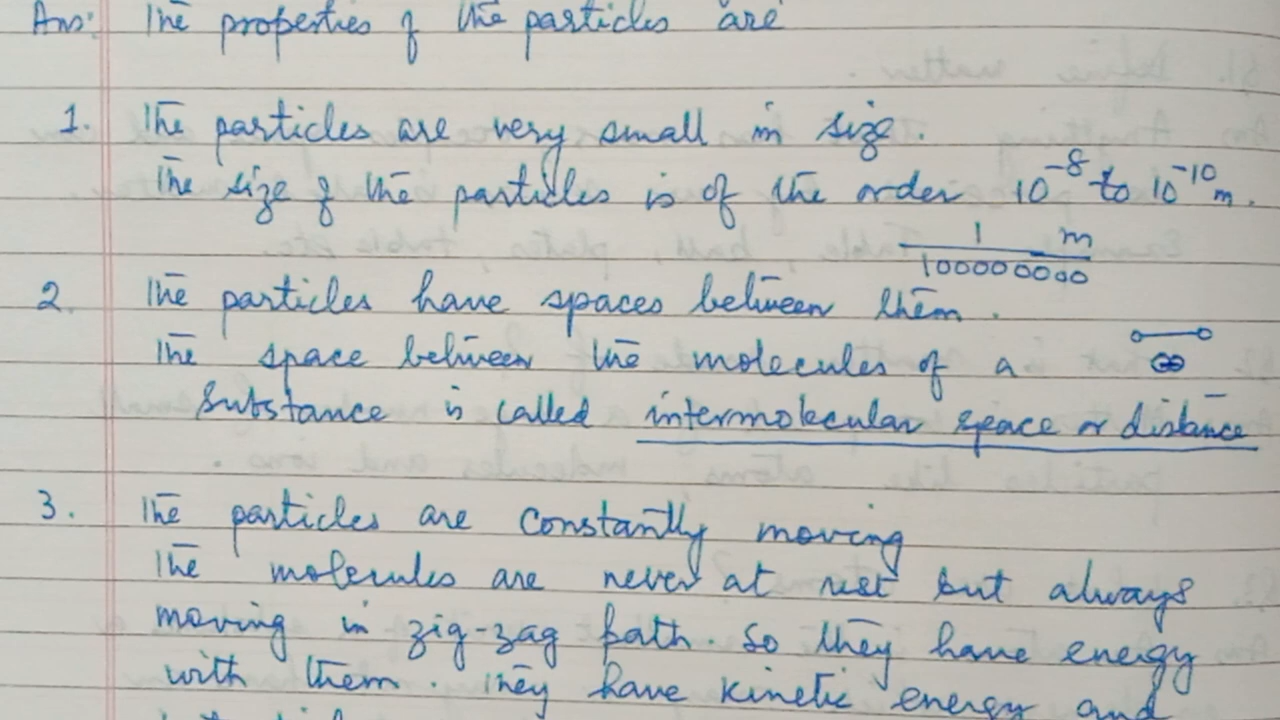 Ans: The properties of the particles are
1. The particles are very small in size.
The size of the particles is of the order 10⁻⁸ to 10⁻¹⁰ m.
1 m
100000000
2. The particles have spaces between them.
The space between the molecules of a
substance is called intermolecular space or distance
3. The particles are constantly moving
The molecules are never at rest but always
moving in zig-zag path. So they have energy
with them. They have kinetic energy and